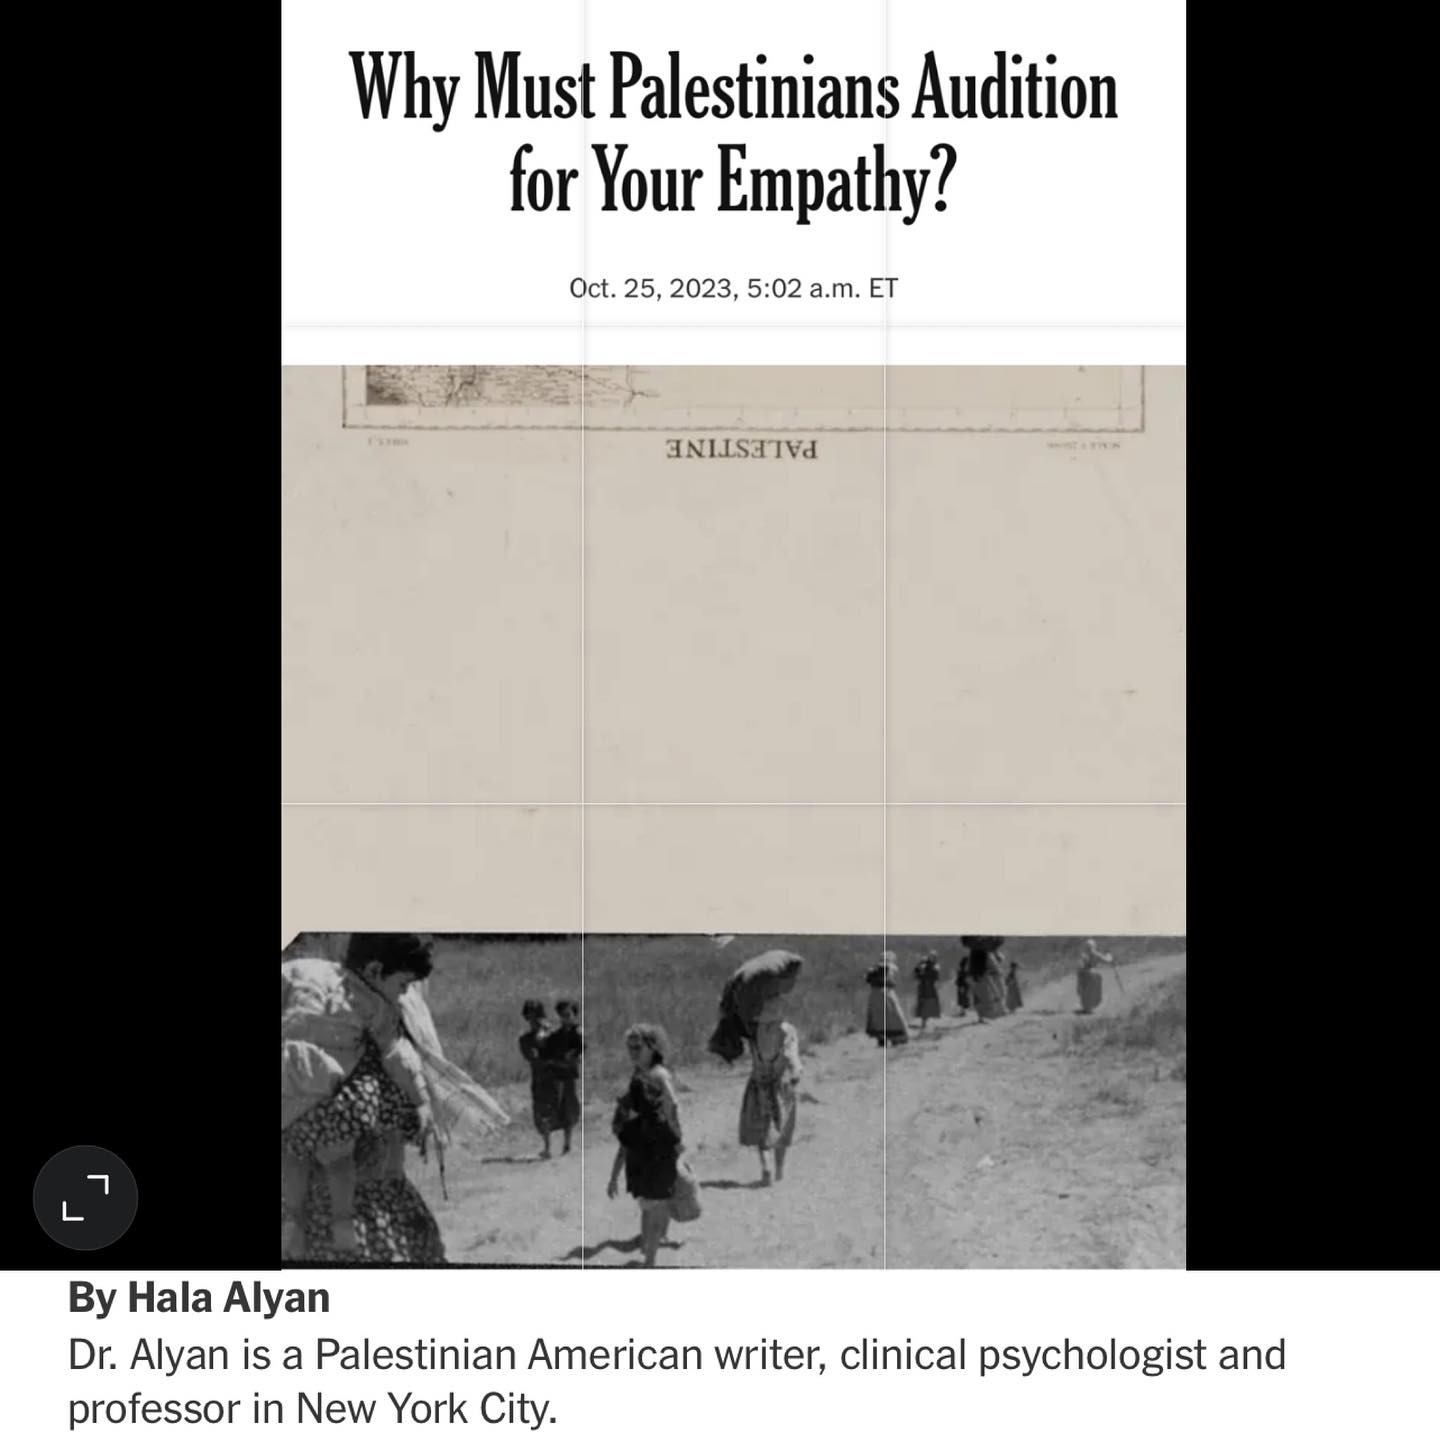 Why Must Palestinians Audition
for Your Empathy?
Oct. 25, 2023, 5:02 a.m. ET
PALESTINE
By Hala Alyan
Dr. Alyan is a Palestinian American writer, clinical psychologist and
professor in New York City.